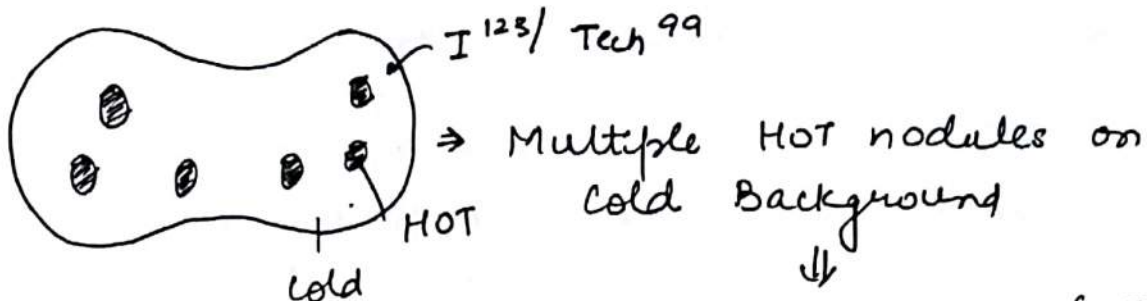 I¹²³/ Tech⁹⁹
⇒ Multiple HOT nodules on
cold Background
HOT
cold
⇓